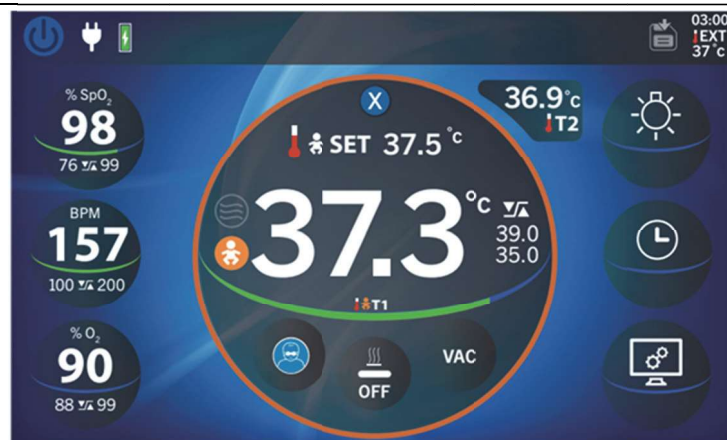 03:00
EXT
37 °c
% SpO₂
98
76 99
BPM
157
100 200
% O₂
90
88 99
X
SET 37.5 °c
36.9°c
T2
37.3 °c
39.0
35.0
T1
OFF
VAC